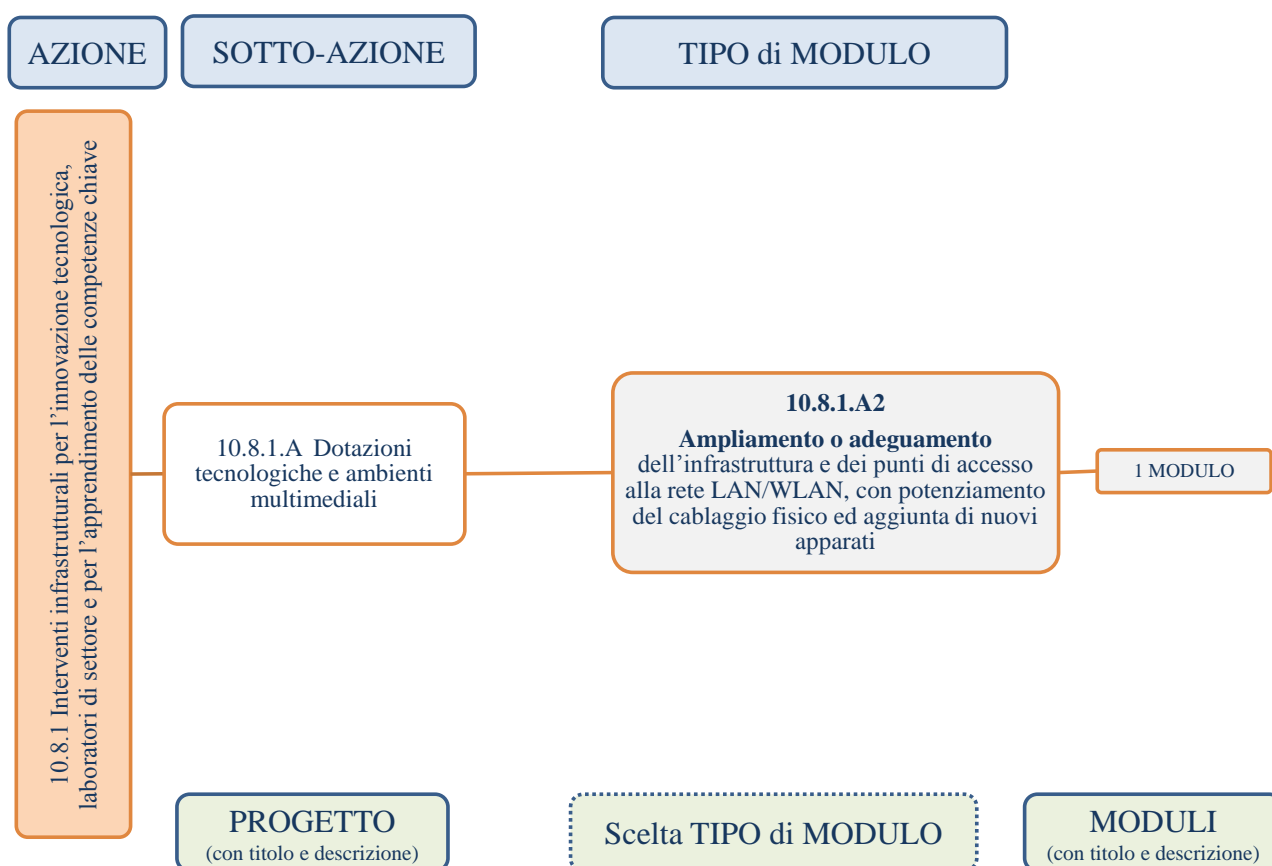 AZIONE
SOTTO-AZIONE
TIPO di MODULO
10.8.1 Interventi infrastrutturali per l'innovazione tecnologica,
laboratori di settore e per l'apprendimento delle competenze chiave
10.8.1.A Dotazioni
tecnologiche e ambienti
multimediali
10.8.1.A2
Ampliamento o adeguamento
dell'infrastruttura e dei punti di accesso
alla rete LAN/WLAN, con potenziamento
del cablaggio fisico ed aggiunta di nuovi
apparati
1 MODULO
PROGETTO
(con titolo e descrizione)
Scelta TIPO di MODULO
MODULI
(con titolo e descrizione)